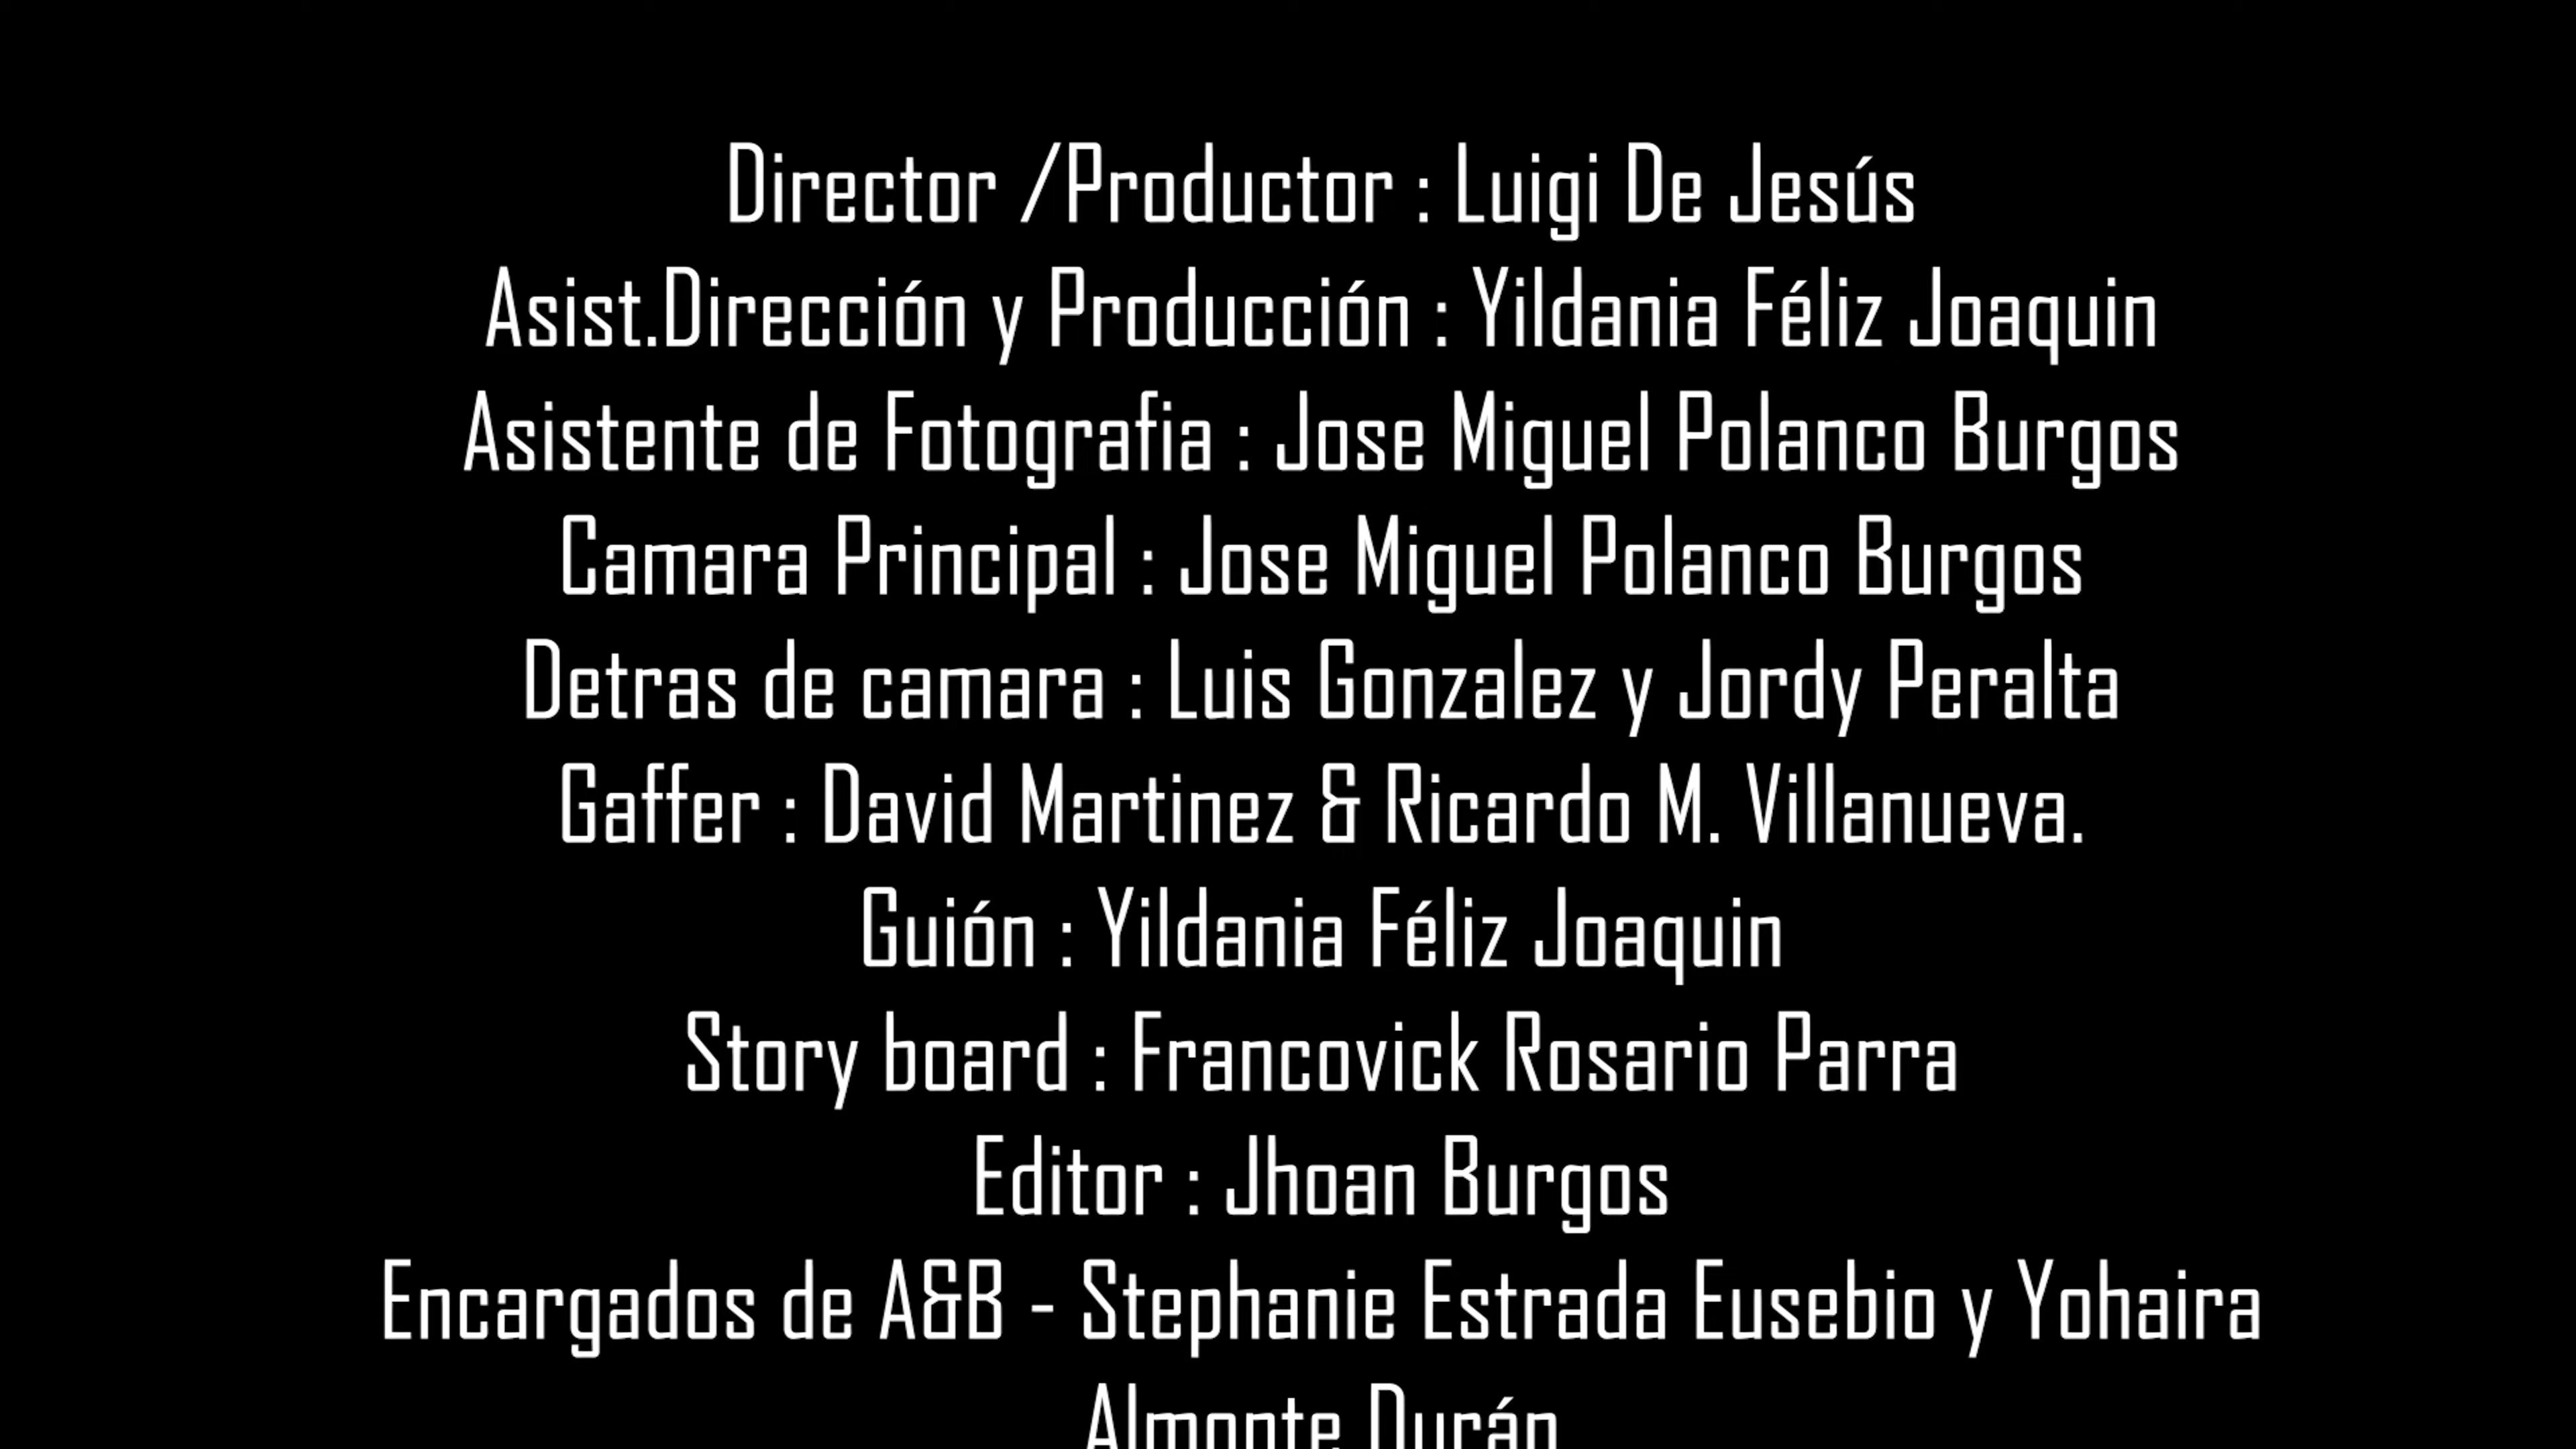 Director /Productor : Luigi De Jesús
Asist.Dirección y Producción : Yildania Féliz Joaquin
Asistente de Fotografia : Jose Miguel Polanco Burgos
Camara Principal : Jose Miguel Polanco Burgos
Detras de camara : Luis Gonzalez y Jordy Peralta
Gaffer : David Martinez & Ricardo M. Villanueva.
Guión : Yildania Féliz Joaquin
Story board : Francovick Rosario Parra
Editor : Jhoan Burgos
Encargados de A&B - Stephanie Estrada Eusebio y Yohaira
Almonte Durán